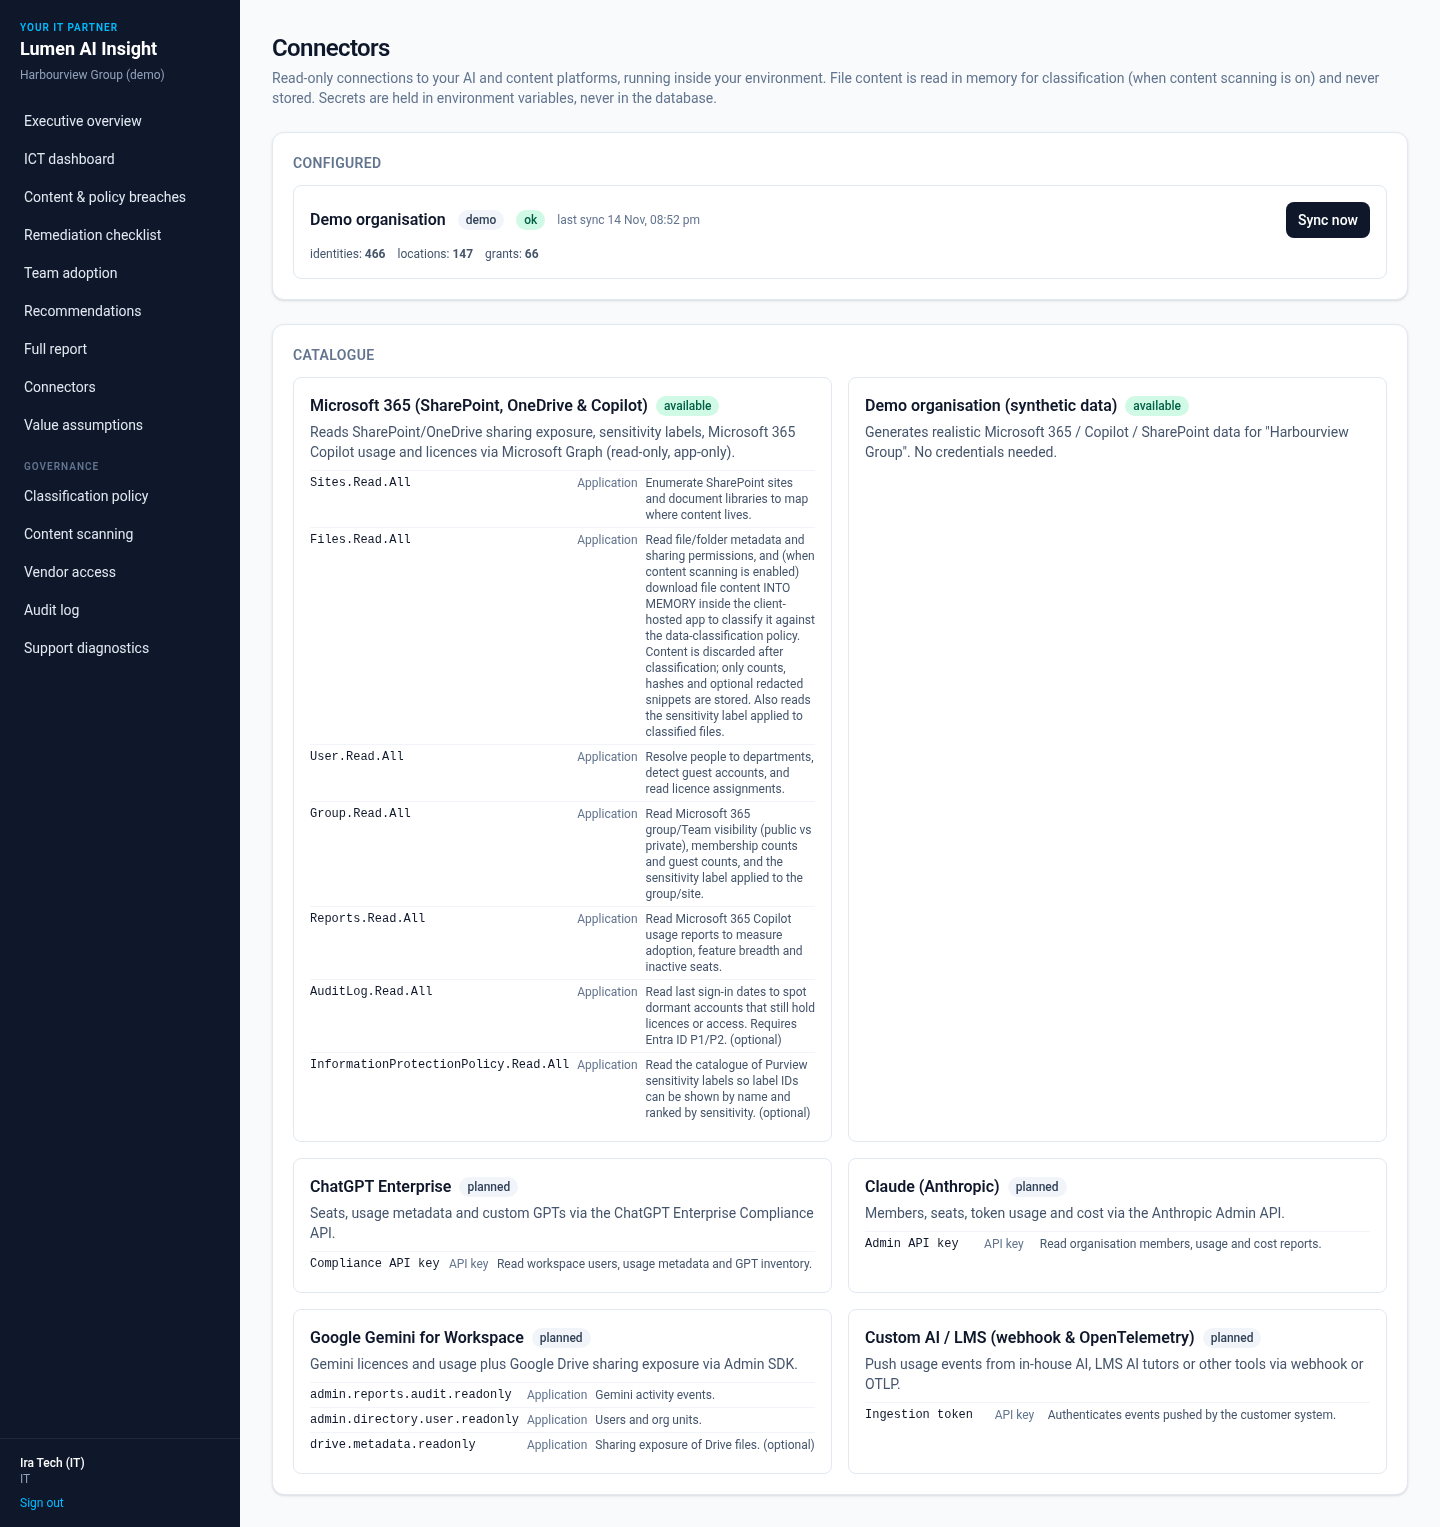 YOUR IT PARTNER
Lumen AI Insight
Harbourview Group (demo)
Executive overview
ICT dashboard
Content & policy breaches
Remediation checklist
Team adoption
Recommendations
Full report
Connectors
Value assumptions
GOVERNANCE
Classification policy
Content scanning
Vendor access
Audit log
Support diagnostics
Ira Tech (IT)
IT
Sign out
Connectors
Read-only connections to your AI and content platforms, running inside your environment. File content is read in memory for classification (when content scanning is on) and never
stored. Secrets are held in environment variables, never in the database.
CONFIGURED
Demo organisation demo ok last sync 14 Nov, 08:52 pm
Sync now
identities: 466 locations: 147 grants: 66
CATALOGUE
Microsoft 365 (SharePoint, OneDrive & Copilot) available
Reads SharePoint/OneDrive sharing exposure, sensitivity labels, Microsoft 365
Copilot usage and licences via Microsoft Graph (read-only, app-only).
Sites.Read.All Application Enumerate SharePoint sites
and document libraries to map
where content lives.
Files.Read.All Application Read file/folder metadata and
sharing permissions, and (when
content scanning is enabled)
download file content INTO
MEMORY inside the client-
hosted app to classify it against
the data-classification policy.
Content is discarded after
classification; only counts,
hashes and optional redacted
snippets are stored. Also reads
the sensitivity label applied to
classified files.
User.Read.All Application Resolve people to departments,
detect guest accounts, and
read licence assignments.
Group.Read.All Application Read Microsoft 365
group/Team visibility (public vs
private), membership counts
and guest counts, and the
sensitivity label applied to the
group/site.
Reports.Read.All Application Read Microsoft 365 Copilot
usage reports to measure
adoption, feature breadth and
inactive seats.
AuditLog.Read.All Application Read last sign-in dates to spot
dormant accounts that still hold
licences or access. Requires
Entra ID P1/P2. (optional)
InformationProtectionPolicy.Read.All Application Read the catalogue of Purview
sensitivity labels so label IDs
can be shown by name and
ranked by sensitivity. (optional)
Demo organisation (synthetic data) available
Generates realistic Microsoft 365 / Copilot / SharePoint data for "Harbourview
Group". No credentials needed.
ChatGPT Enterprise planned
Seats, usage metadata and custom GPTs via the ChatGPT Enterprise Compliance
API.
Compliance API key API key Read workspace users, usage metadata and GPT inventory.
Claude (Anthropic) planned
Members, seats, token usage and cost via the Anthropic Admin API.
Admin API key API key Read organisation members, usage and cost reports.
Google Gemini for Workspace planned
Gemini licences and usage plus Google Drive sharing exposure via Admin SDK.
admin.reports.audit.readonly Application Gemini activity events.
admin.directory.user.readonly Application Users and org units.
drive.metadata.readonly Application Sharing exposure of Drive files. (optional)
Custom AI / LMS (webhook & OpenTelemetry) planned
Push usage events from in-house AI, LMS AI tutors or other tools via webhook or
OTLP.
Ingestion token API key Authenticates events pushed by the customer system.